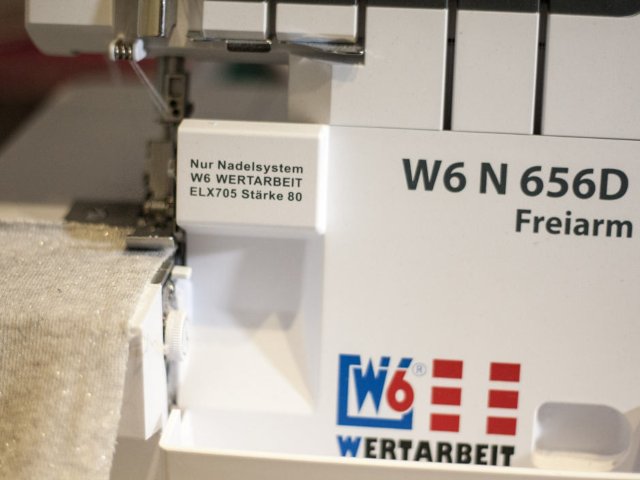 Nur Nadelsystem
W6 WERTARBEIT
ELX705 Stärke 80
W6 N 656D
Freiarm
W6®
WERTARBEIT